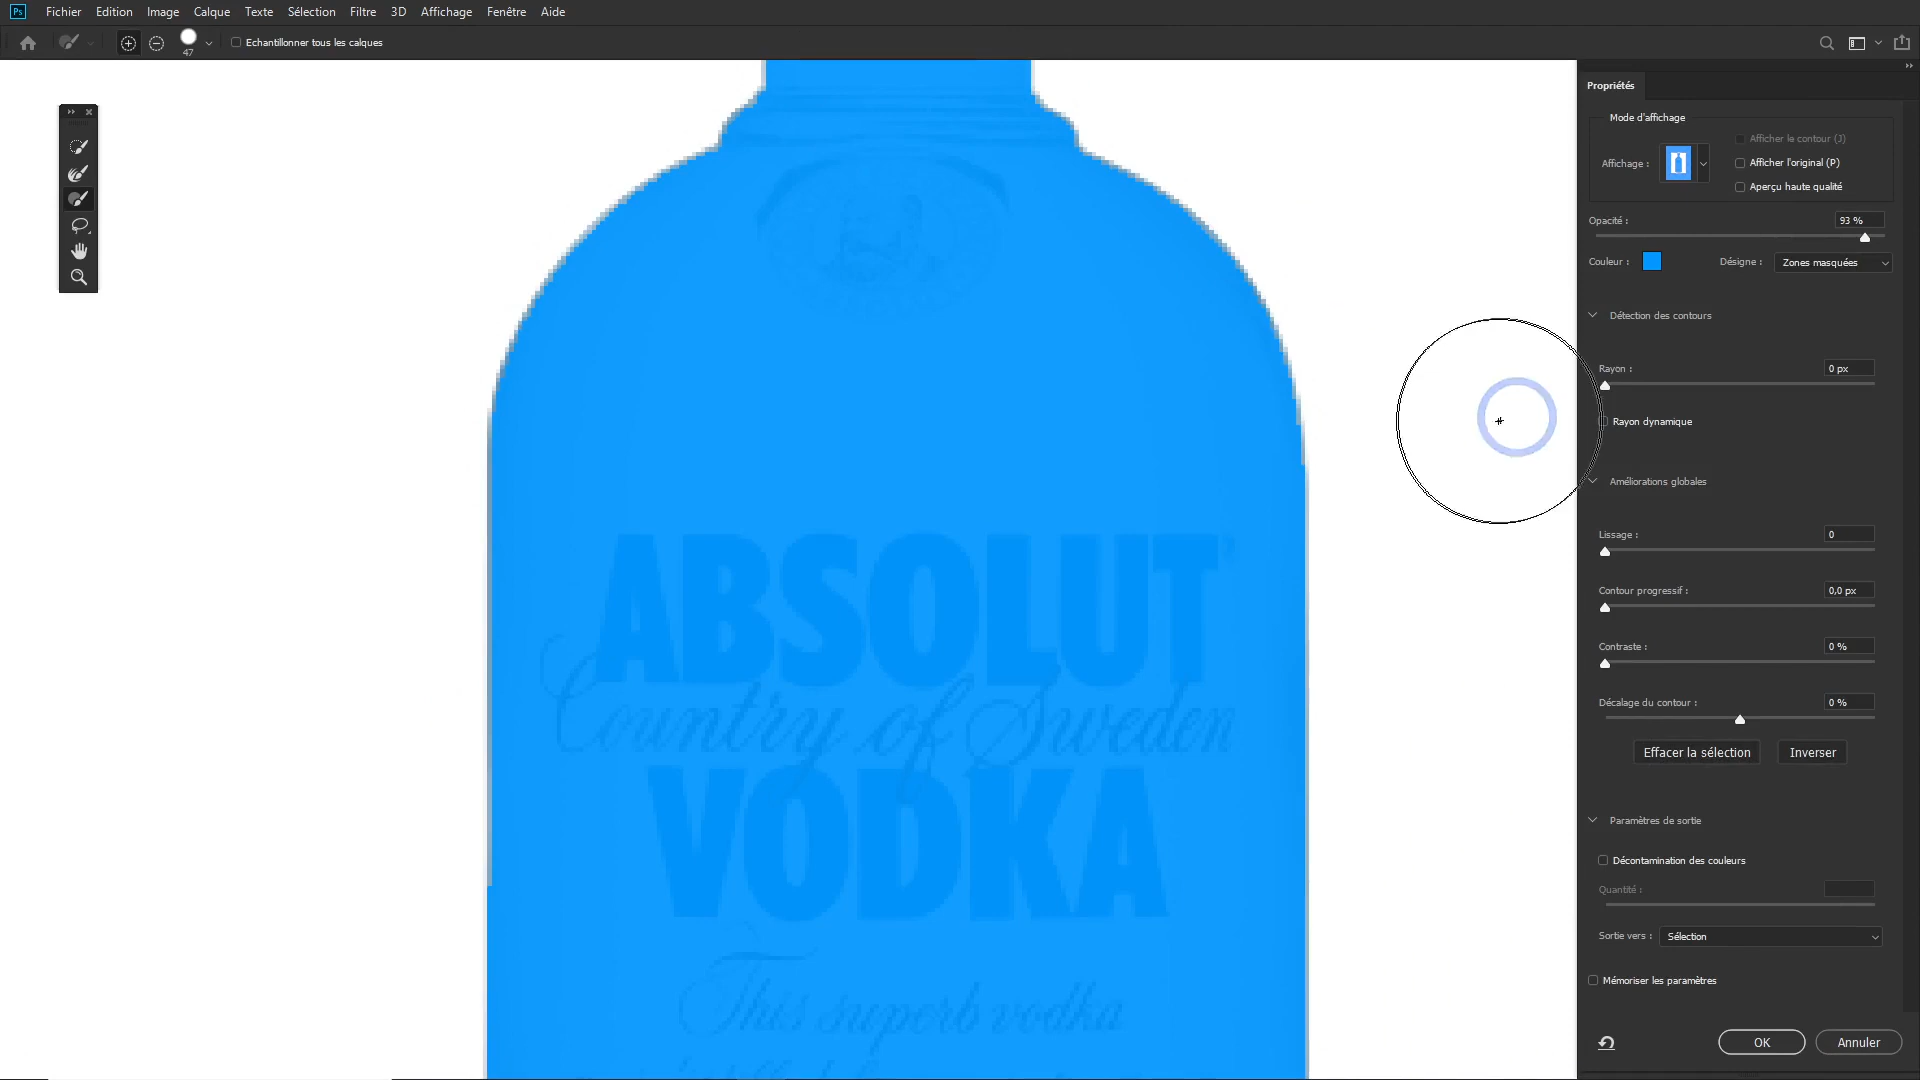 Ps Fichier Edition Image Calque Texte Sélection Filtre 3D Affichage Fenêtre Aide
47 Echantillonner tous les calques
Propriétés
Mode d'affichage
Afficher le contour (J)
Affichage :
Afficher l'original (P)
Aperçu haute qualité
Opacité : 93 %
Couleur : Désigne : Zones masquées
Détection des contours
Rayon : 0 px
Rayon dynamique
Améliorations globales
Lissage : 0
Contour progressif : 0,0 px
Contraste : 0 %
Décalage du contour : 0 %
Effacer la sélection Inverser
Paramètres de sortie
Décontamination des couleurs
Quantité :
Sortie vers : Sélection
Mémoriser les paramètres
OK Annuler
ABSOLUT
Country of Sweden
VODKA
This superb vodka